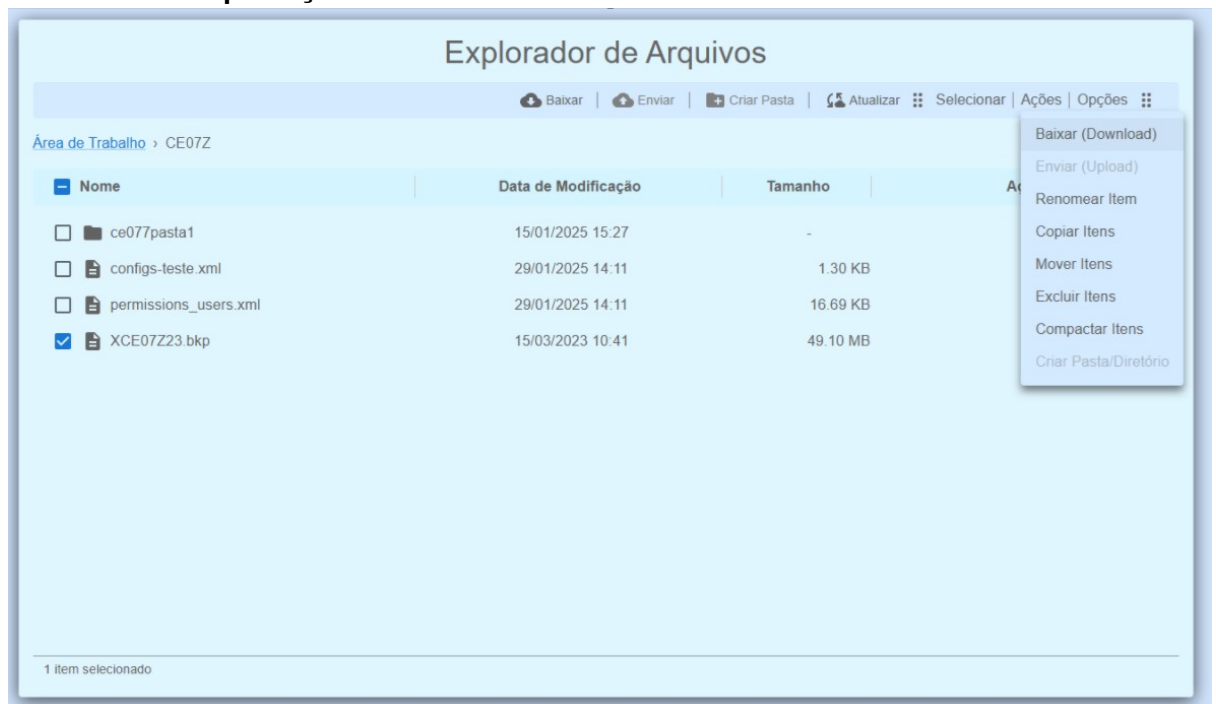 Explorador de Arquivos
Baixar | Enviar | Criar Pasta | Atualizar Selecionar | Ações | Opções
Área de Trabalho › CE07Z
Baixar (Download)
Enviar (Upload)
Renomear Item
Copiar Itens
Mover Itens
Excluir Itens
Compactar Itens
Criar Pasta/Diretório
Nome Data de Modificação Tamanho
ce077pasta1 15/01/2025 15:27 -
configs-teste.xml 29/01/2025 14:11 1.30 KB
permissions_users.xml 29/01/2025 14:11 16.69 KB
XCE07Z23.bkp 15/03/2023 10:41 49.10 MB
1 item selecionado